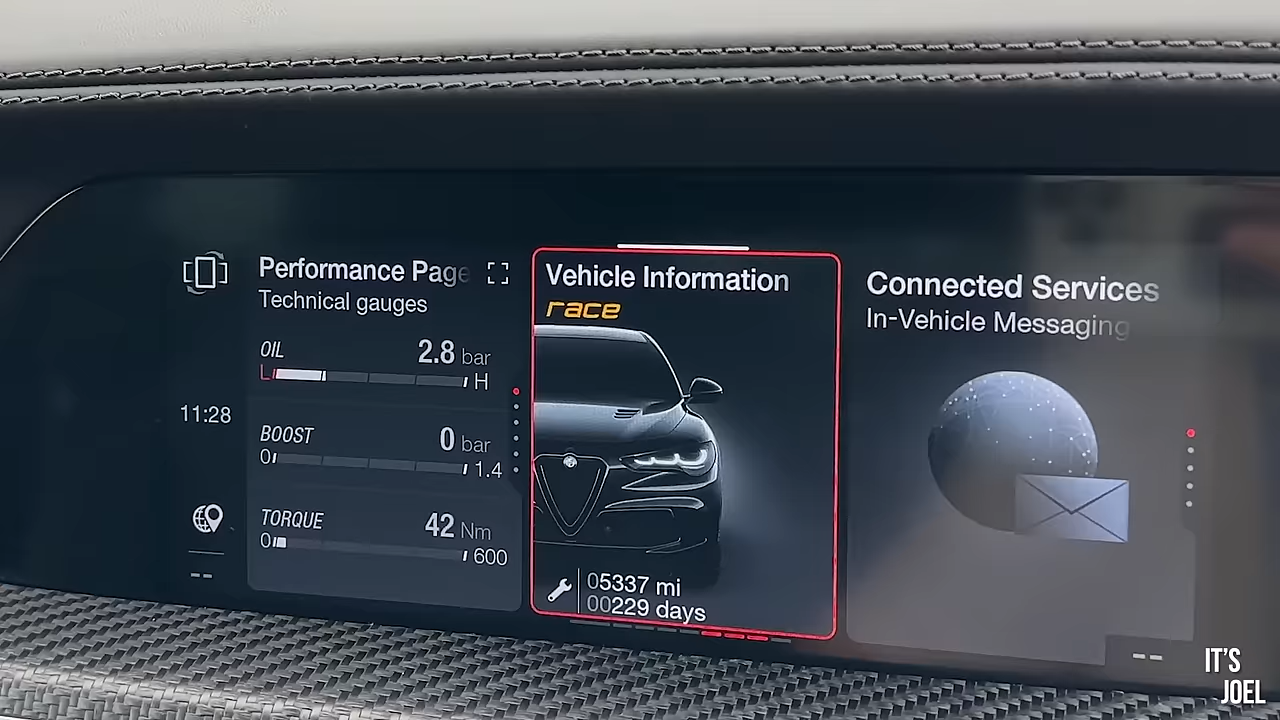 Performance Page
Technical gauges
OIL 2.8 bar
L H
11:28
BOOST 0 bar
0 1.4
TORQUE 42 Nm
0 600
--
Vehicle Information
race
05337 mi
00229 days
Connected Services
In-Vehicle Messaging
--
IT'S
JOEL